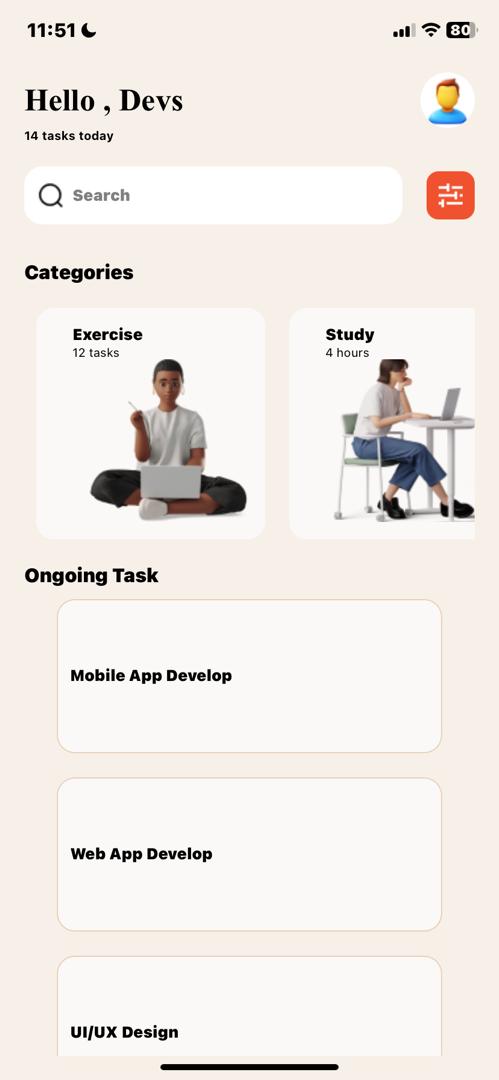 11:51
80
Hello , Devs
14 tasks today
Search
Categories
Exercise
12 tasks
Study
4 hours
Ongoing Task
Mobile App Develop
Web App Develop
UI/UX Design